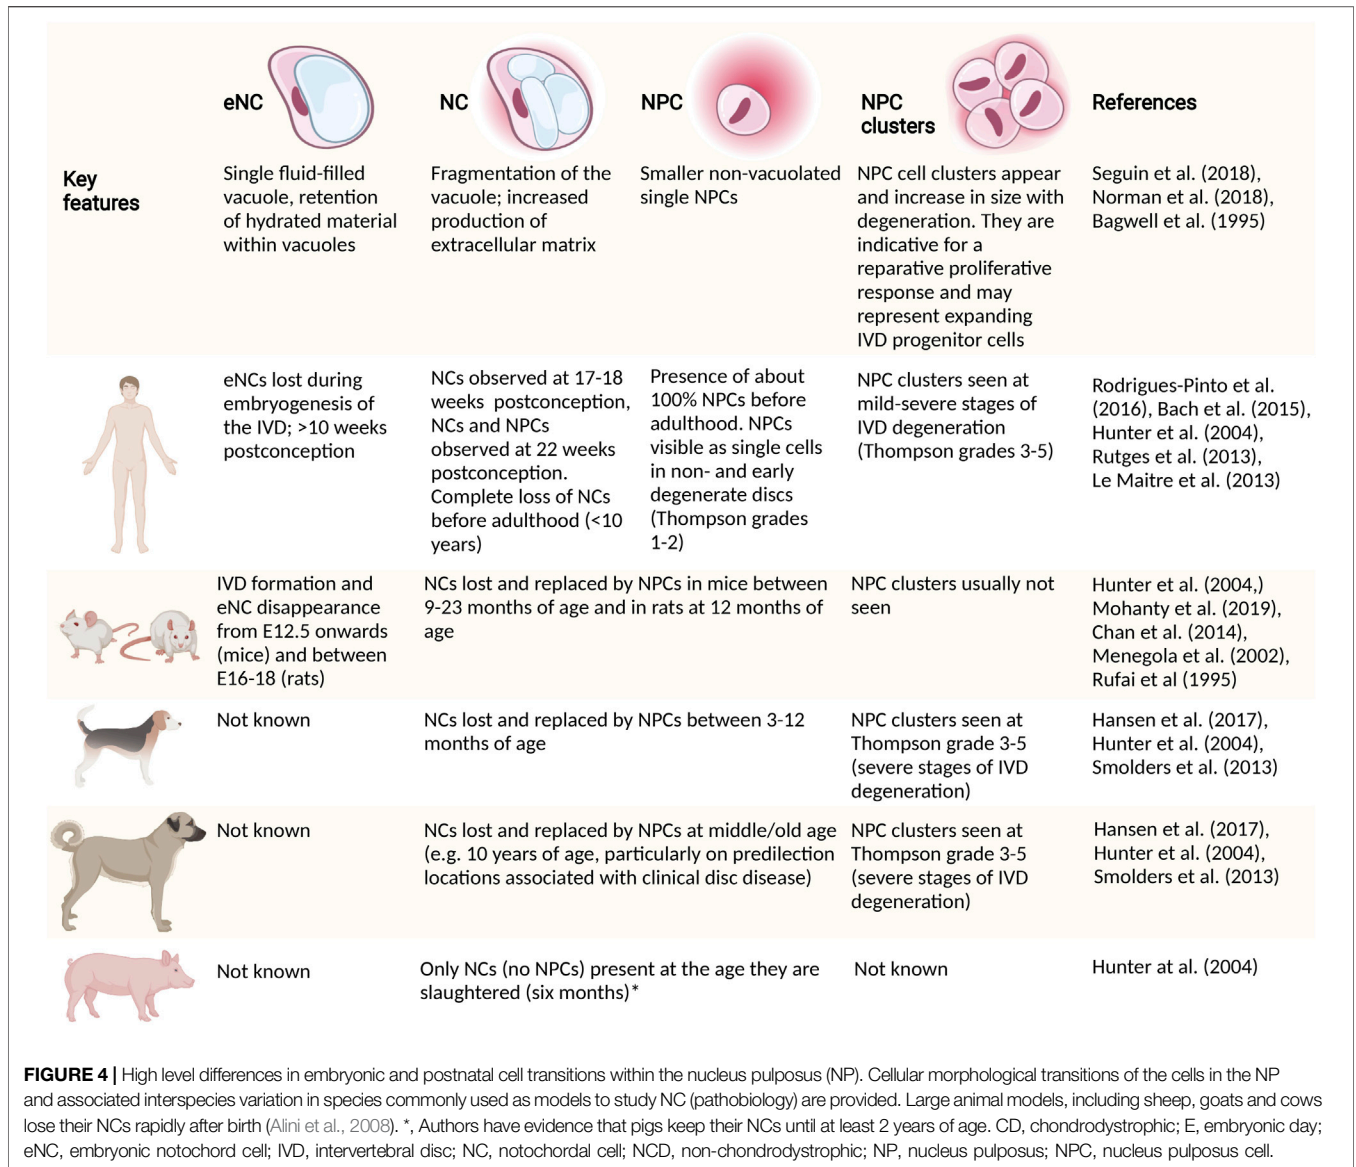 eNC
NC
NPC
NPC
clusters
References
Key
features
Single fluid-filled
vacuole, retention
of hydrated material
within vacuoles
Fragmentation of the
vacuole; increased
production of
extracellular matrix
Smaller non-vacuolated
single NPCs
NPC cell clusters appear
and increase in size with
degeneration. They are
indicative for a
reparative proliferative
response and may
represent expanding
IVD progenitor cells
Seguin et al. (2018),
Norman et al. (2018),
Bagwell et al. (1995)
eNCs lost during
embryogenesis of
the IVD; >10 weeks
postconception
NCs observed at 17-18
weeks postconception,
NCs and NPCs
observed at 22 weeks
postconception.
Complete loss of NCs
before adulthood (<10
years)
Presence of about
100% NPCs before
adulthood. NPCs
visible as single cells
in non- and early
degenerate discs
(Thompson grades
1-2)
NPC clusters seen at
mild-severe stages of
IVD degeneration
(Thompson grades 3-5)
Rodrigues-Pinto et al.
(2016), Bach et al. (2015),
Hunter et al. (2004),
Rutges et al. (2013),
Le Maitre et al. (2013)
IVD formation and
eNC disappearance
from E12.5 onwards
(mice) and between
E16-18 (rats)
NCs lost and replaced by NPCs in mice between
9-23 months of age and in rats at 12 months of
age
NPC clusters usually not
seen
Hunter et al. (2004,)
Mohanty et al. (2019),
Chan et al. (2014),
Menegola et al. (2002),
Rufai et al (1995)
Not known
NCs lost and replaced by NPCs between 3-12
months of age
NPC clusters seen at
Thompson grade 3-5
(severe stages of IVD
degeneration)
Hansen et al. (2017),
Hunter et al. (2004),
Smolders et al. (2013)
Not known
NCs lost and replaced by NPCs at middle/old age
(e.g. 10 years of age, particularly on predilection
locations associated with clinical disc disease)
NPC clusters seen at
Thompson grade 3-5
(severe stages of IVD
degeneration)
Hansen et al. (2017),
Hunter et al. (2004),
Smolders et al. (2013)
Not known
Only NCs (no NPCs) present at the age they are
slaughtered (six months)*
Not known
Hunter at al. (2004)
FIGURE 4 | High level differences in embryonic and postnatal cell transitions within the nucleus pulposus (NP). Cellular morphological transitions of the cells in the NP
and associated interspecies variation in species commonly used as models to study NC (pathobiology) are provided. Large animal models, including sheep, goats and cows
lose their NCs rapidly after birth (Alini et al., 2008). *, Authors have evidence that pigs keep their NCs until at least 2 years of age. CD, chondrodystrophic; E, embryonic day;
eNC, embryonic notochord cell; IVD, intervertebral disc; NC, notochordal cell; NCD, non-chondrodystrophic; NP, nucleus pulposus; NPC, nucleus pulposus cell.